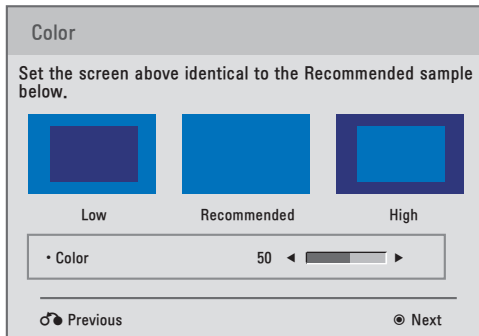 Color
Set the screen above identical to the Recommended sample
below.
Low Recommended High
• Color 50 ◄ ►
Previous ◉ Next